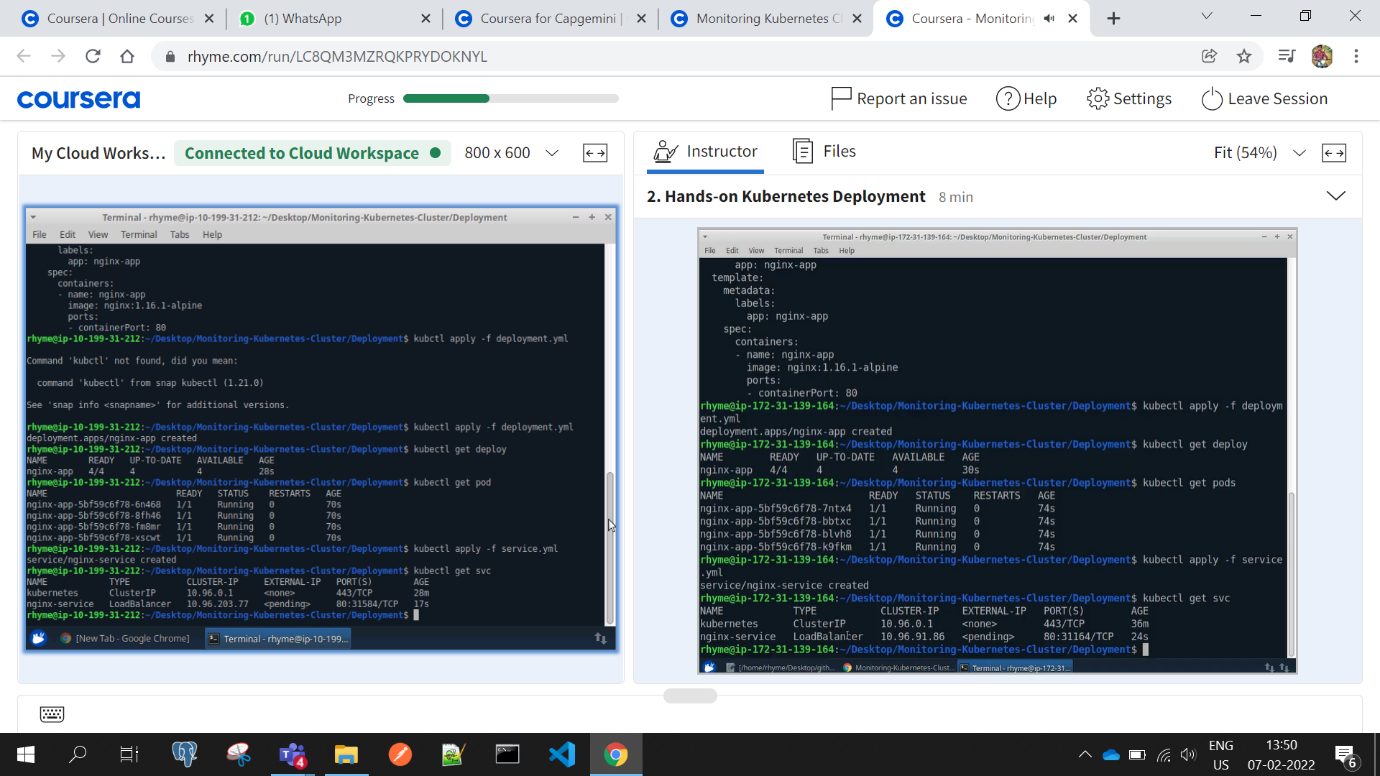 Coursera | Online Courses
(1) WhatsApp
Coursera for Capgemini |
Monitoring Kubernetes C
Coursera - Monitorin
rhyme.com/run/LC8QM3MZRQKPRYDOKNYL
coursera
Progress
Report an issue
Help
Settings
Leave Session
My Cloud Works...
Connected to Cloud Workspace
800 x 600
Terminal - rhyme@ip-10-199-31-212: ~/Desktop/Monitoring-Kubernetes-Cluster/Deployment
File Edit View Terminal Tabs Help
labels:
app: nginx-app
spec:
containers:
- name: nginx-app
image: nginx:1.16.1-alpine
ports:
- containerPort: 80
rhyme@ip-10-199-31-212:~/Desktop/Monitoring-Kubernetes-Cluster/Deployment$ kubctl apply -f deployment.yml
Command 'kubctl' not found, did you mean:
command 'kubectl' from snap kubectl (1.21.0)
See 'snap info <snapname>' for additional versions.
rhyme@ip-10-199-31-212:~/Desktop/Monitoring-Kubernetes-Cluster/Deployment$ kubectl apply -f deployment.yml
deployment.apps/nginx-app created
rhyme@ip-10-199-31-212:~/Desktop/Monitoring-Kubernetes-Cluster/Deployment$ kubectl get deploy
NAME READY UP-TO-DATE AVAILABLE AGE
nginx-app 4/4 4 4 28s
rhyme@ip-10-199-31-212:~/Desktop/Monitoring-Kubernetes-Cluster/Deployment$ kubectl get pod
NAME READY STATUS RESTARTS AGE
nginx-app-5bf59c6f78-6n468 1/1 Running 0 70s
nginx-app-5bf59c6f78-8fh46 1/1 Running 0 70s
nginx-app-5bf59c6f78-fm8mr 1/1 Running 0 70s
nginx-app-5bf59c6f78-xscwt 1/1 Running 0 70s
rhyme@ip-10-199-31-212:~/Desktop/Monitoring-Kubernetes-Cluster/Deployment$ kubectl apply -f service.yml
service/nginx-service created
rhyme@ip-10-199-31-212:~/Desktop/Monitoring-Kubernetes-Cluster/Deployment$ kubectl get svc
NAME TYPE CLUSTER-IP EXTERNAL-IP PORT(S) AGE
kubernetes ClusterIP 10.96.0.1 <none> 443/TCP 28m
nginx-service LoadBalancer 10.96.203.77 <pending> 80:31584/TCP 17s
rhyme@ip-10-199-31-212:~/Desktop/Monitoring-Kubernetes-Cluster/Deployment$
[New Tab - Google Chrome]
Terminal - rhyme@ip-10-199...
Instructor
Files
Fit (54%)
2. Hands-on Kubernetes Deployment 8 min
Terminal - rhyme@ip-172-31-139-164: ~/Desktop/Monitoring-Kubernetes-Cluster/Deployment
File Edit View Terminal Tabs Help
app: nginx-app
template:
metadata:
labels:
app: nginx-app
spec:
containers:
- name: nginx-app
image: nginx:1.16.1-alpine
ports:
- containerPort: 80
rhyme@ip-172-31-139-164:~/Desktop/Monitoring-Kubernetes-Cluster/Deployment$ kubectl apply -f deploym
ent.yml
deployment.apps/nginx-app created
rhyme@ip-172-31-139-164:~/Desktop/Monitoring-Kubernetes-Cluster/Deployment$ kubectl get deploy
NAME READY UP-TO-DATE AVAILABLE AGE
nginx-app 4/4 4 4 30s
rhyme@ip-172-31-139-164:~/Desktop/Monitoring-Kubernetes-Cluster/Deployment$ kubectl get pods
NAME READY STATUS RESTARTS AGE
nginx-app-5bf59c6f78-7ntx4 1/1 Running 0 74s
nginx-app-5bf59c6f78-bbtxc 1/1 Running 0 74s
nginx-app-5bf59c6f78-blvh8 1/1 Running 0 74s
nginx-app-5bf59c6f78-k9fkm 1/1 Running 0 74s
rhyme@ip-172-31-139-164:~/Desktop/Monitoring-Kubernetes-Cluster/Deployment$ kubectl apply -f service
.yml
service/nginx-service created
rhyme@ip-172-31-139-164:~/Desktop/Monitoring-Kubernetes-Cluster/Deployment$ kubectl get svc
NAME TYPE CLUSTER-IP EXTERNAL-IP PORT(S) AGE
kubernetes ClusterIP 10.96.0.1 <none> 443/TCP 36m
nginx-service LoadBalancer 10.96.91.86 <pending> 80:31164/TCP 24s
rhyme@ip-172-31-139-164:~/Desktop/Monitoring-Kubernetes-Cluster/Deployment$
[/home/rhyme/Desktop/gith...
Monitoring-Kubernetes-Clust...
Terminal - rhyme@ip-172-31...
4
ENG
US
13:50
07-02-2022
6